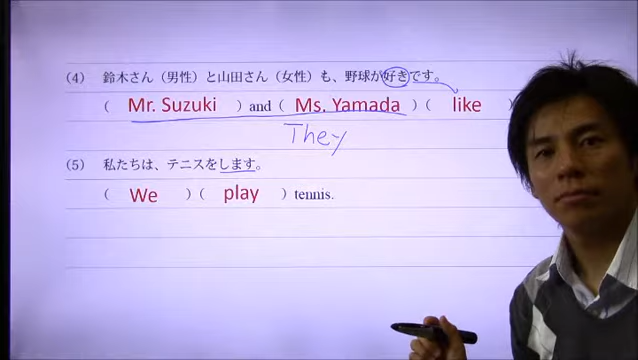 (4) 鈴木さん(男性)と山田さん(女性)も、野球が好きです。
( Mr. Suzuki ) and ( Ms. Yamada ) ( like )
They
(5) 私たちは、テニスをします。
( We ) ( play ) tennis.